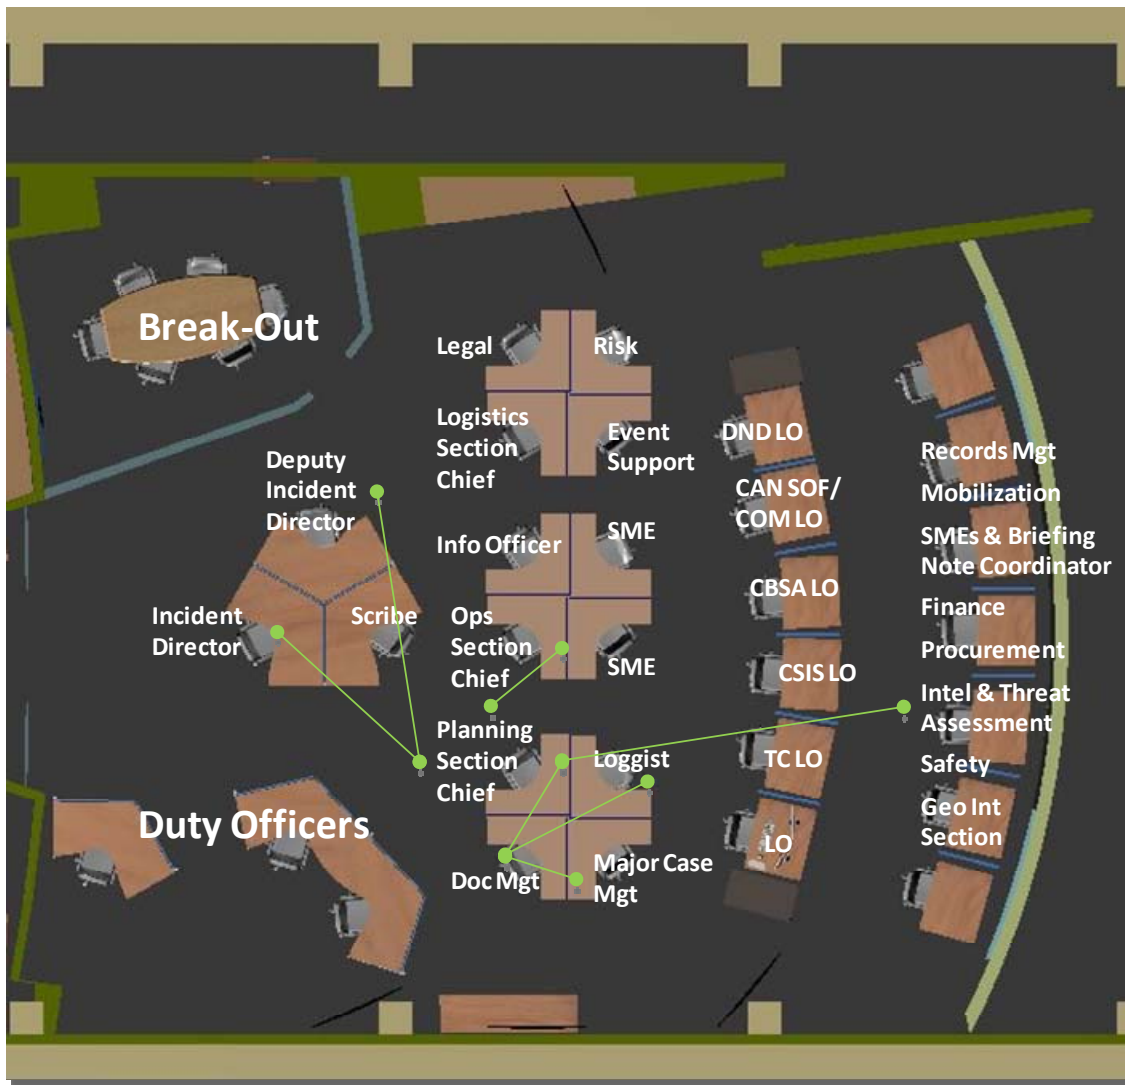 Break-Out
Legal
Risk
Logistics
Section
Chief
Event
Support
Deputy
Incident
Director
Info Officer
SME
Incident
Director
Scribe
Ops
Section
Chief
SME
Planning
Section
Chief
Loggist
Duty Officers
Doc Mgt
Major Case
Mgt
DND LO
CAN SOF/
COM LO
CBSA LO
CSIS LO
TC LO
LO
Records Mgt
Mobilization
SMEs & Briefing
Note Coordinator
Finance
Procurement
Intel & Threat
Assessment
Safety
Geo Int
Section